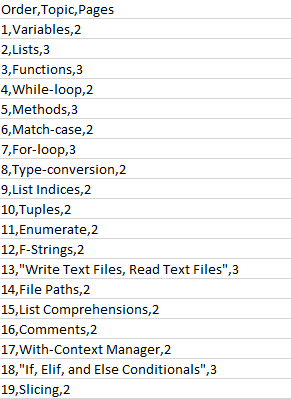 Order,Topic,Pages
1,Variables,2
2,Lists,3
3,Functions,3
4,While-loop,2
5,Methods,3
6,Match-case,2
7,For-loop,3
8,Type-conversion,2
9,List Indices,2
10,Tuples,2
11,Enumerate,2
12,F-Strings,2
13,"Write Text Files, Read Text Files",3
14,File Paths,2
15,List Comprehensions,2
16,Comments,2
17,With-Context Manager,2
18,"If, Elif, and Else Conditionals",3
19,Slicing,2